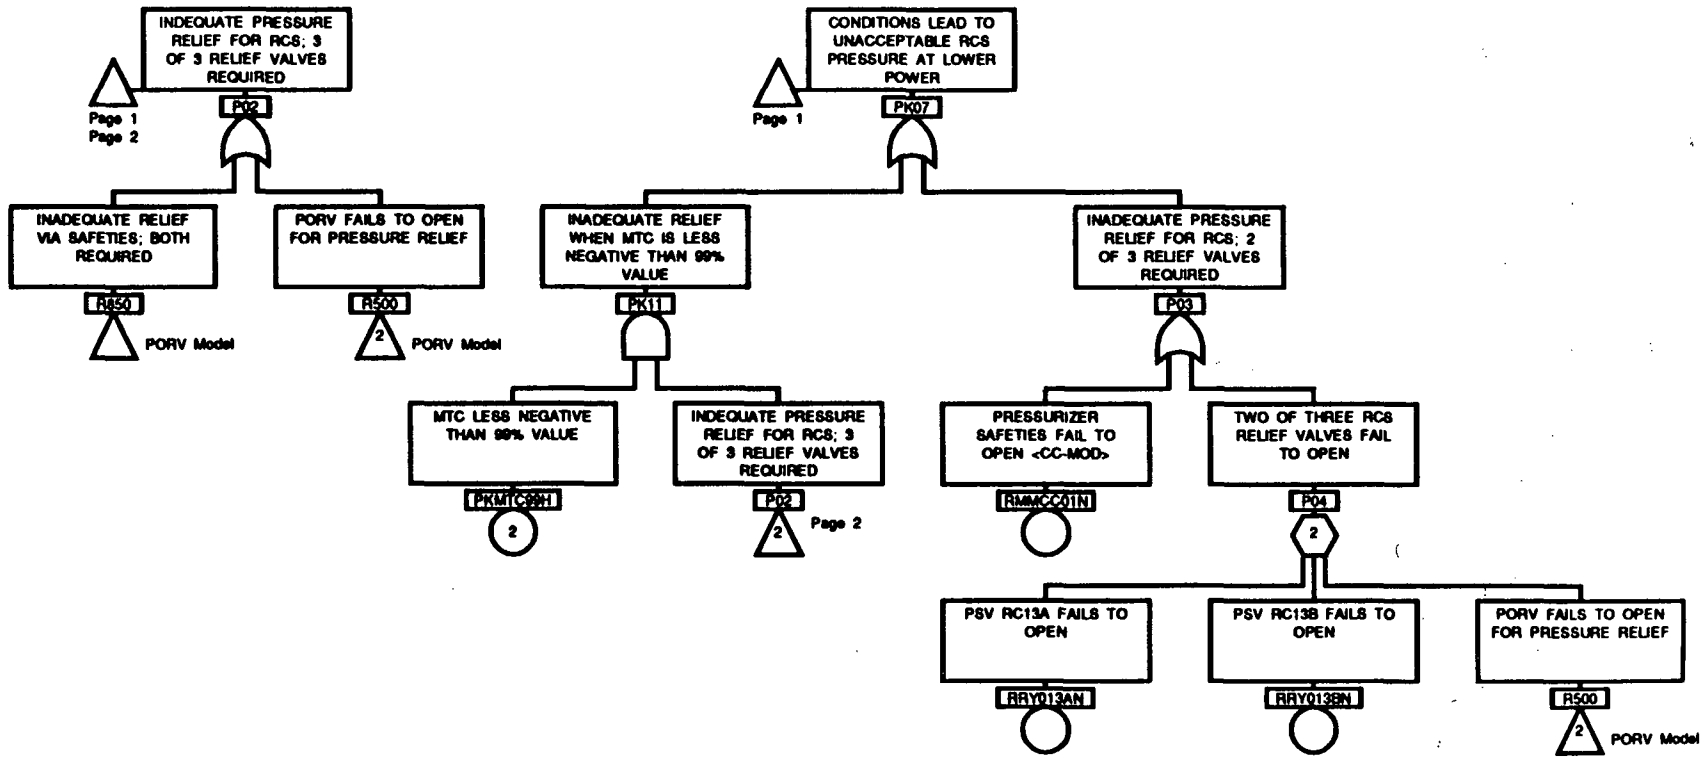 INDEQUATE PRESSURE
RELIEF FOR RCS; 3
OF 3 RELIEF VALVES
REQUIRED
P02
Page 1
Page 2
INADEQUATE RELIEF
VIA SAFETIES; BOTH
REQUIRED
R850
PORV Model
PORV FAILS TO OPEN
FOR PRESSURE RELIEF
R500
2
PORV Model
CONDITIONS LEAD TO
UNACCEPTABLE RCS
PRESSURE AT LOWER
POWER
PK07
Page 1
INADEQUATE RELIEF
WHEN MTC IS LESS
NEGATIVE THAN 99%
VALUE
PK11
INADEQUATE PRESSURE
RELIEF FOR RCS; 2
OF 3 RELIEF VALVES
REQUIRED
P03
MTC LESS NEGATIVE
THAN 99% VALUE
PKMTC99H
2
INDEQUATE PRESSURE
RELIEF FOR RCS; 3
OF 3 RELIEF VALVES
REQUIRED
P02
2
Page 2
PRESSURIZER
SAFETIES FAIL TO
OPEN <CC-MOD>
RMMCC01N
TWO OF THREE RCS
RELIEF VALVES FAIL
TO OPEN
P04
2
PSV RC13A FAILS TO
OPEN
RRY013AN
PSV RC13B FAILS TO
OPEN
RRY013BN
PORV FAILS TO OPEN
FOR PRESSURE RELIEF
R500
2
PORV Model